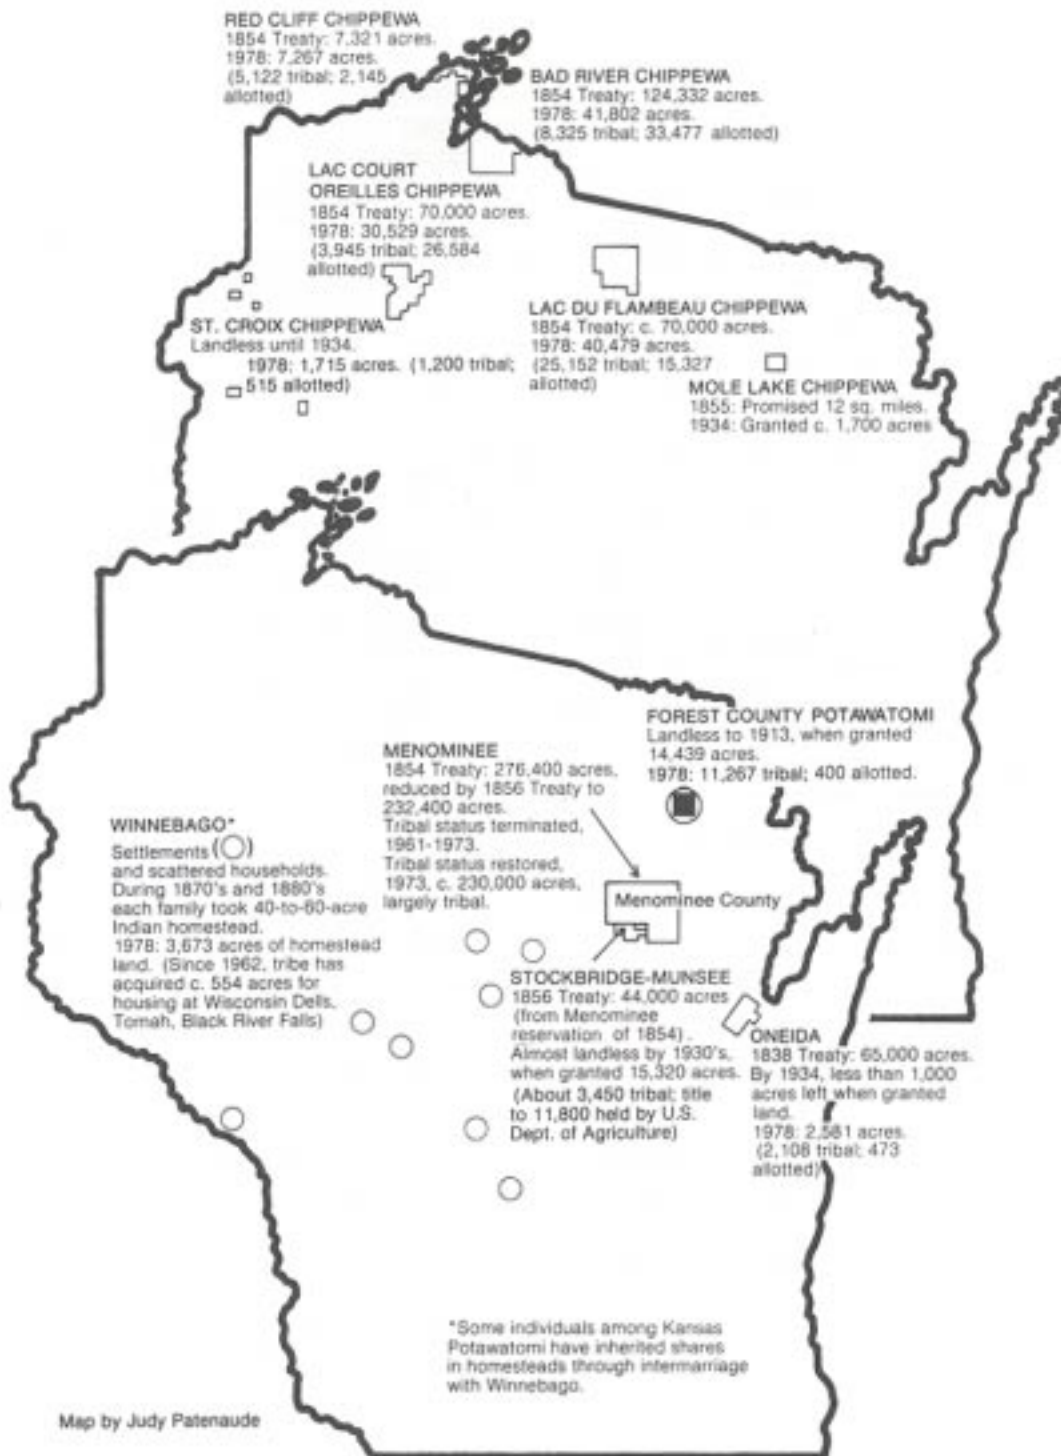 RED CLIFF CHIPPEWA
1854 Treaty: 7,321 acres.
1978: 7,267 acres.
(5,122 tribal; 2,145
allotted)
BAD RIVER CHIPPEWA
1854 Treaty: 124,332 acres.
1978: 41,802 acres.
(8,325 tribal; 33,477 allotted)
LAC COURT
OREILLES CHIPPEWA
1854 Treaty: 70,000 acres.
1978: 30,529 acres.
(3,945 tribal; 26,584
allotted)
ST. CROIX CHIPPEWA
Landless until 1934.
1978: 1,715 acres. (1,200 tribal;
515 allotted)
LAC DU FLAMBEAU CHIPPEWA
1854 Treaty: c. 70,000 acres.
1978: 40,479 acres.
(25,152 tribal; 15,327
allotted)
MOLE LAKE CHIPPEWA
1855: Promised 12 sq. miles.
1934: Granted c. 1,700 acres
FOREST COUNTY POTAWATOMI
Landless to 1913, when granted
14,439 acres.
1978: 11,267 tribal; 400 allotted.
MENOMINEE
1854 Treaty: 276,400 acres,
reduced by 1856 Treaty to
232,400 acres.
Tribal status terminated,
1961-1973.
Tribal status restored,
1973, c. 230,000 acres,
largely tribal.
Menominee County
WINNEBAGO*
Settlements ( )
and scattered households.
During 1870's and 1880's
each family took 40-to-80-acre
Indian homestead.
1978: 3,673 acres of homestead
land. (Since 1962, tribe has
acquired c. 554 acres for
housing at Wisconsin Dells,
Tomah, Black River Falls)
STOCKBRIDGE-MUNSEE
1856 Treaty: 44,000 acres
(from Menominee
reservation of 1854).
Almost landless by 1930's,
when granted 15,320 acres.
(About 3,450 tribal; title
to 11,800 held by U.S.
Dept. of Agriculture)
ONEIDA
1838 Treaty: 65,000 acres.
By 1934, less than 1,000
acres left when granted
land.
1978: 2,581 acres.
(2,108 tribal; 473
allotted)
*Some individuals among Kansas
Potawatomi have inherited shares
in homesteads through intermarriage
with Winnebago.
Map by Judy Patenaude